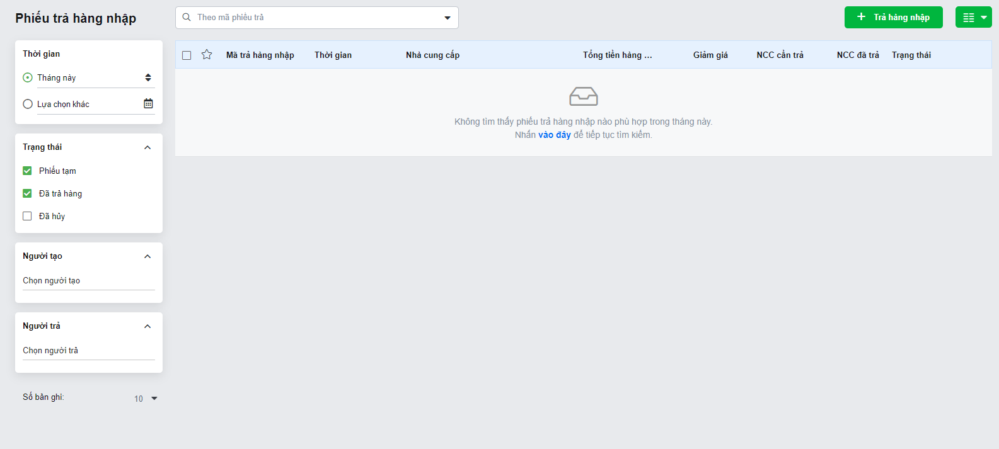 Phiếu trả hàng nhập
Theo mã phiếu trả
Trả hàng nhập
Thời gian
Tháng này
Lựa chọn khác
Trạng thái
Phiếu tạm
Đã trả hàng
Đã hủy
Người tạo
Chọn người tạo
Người trả
Chọn người trả
Số bản ghi: 10
Mã trả hàng nhập Thời gian Nhà cung cấp Tổng tiền hàng ... Giảm giá NCC cần trả NCC đã trả Trạng thái
Không tìm thấy phiếu trả hàng nhập nào phù hợp trong tháng này.
Nhấn vào đây để tiếp tục tìm kiếm.